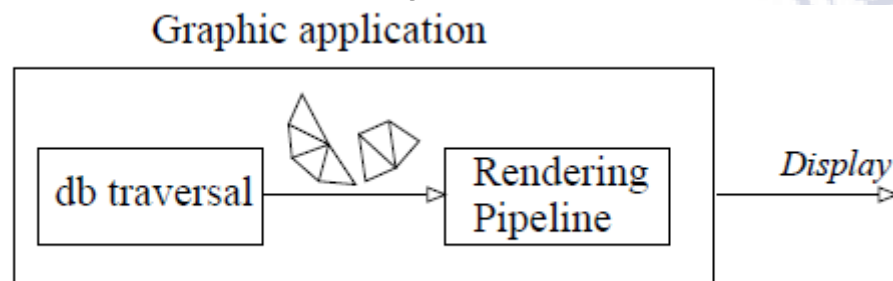 Graphic application
db traversal
Rendering
Pipeline
Display